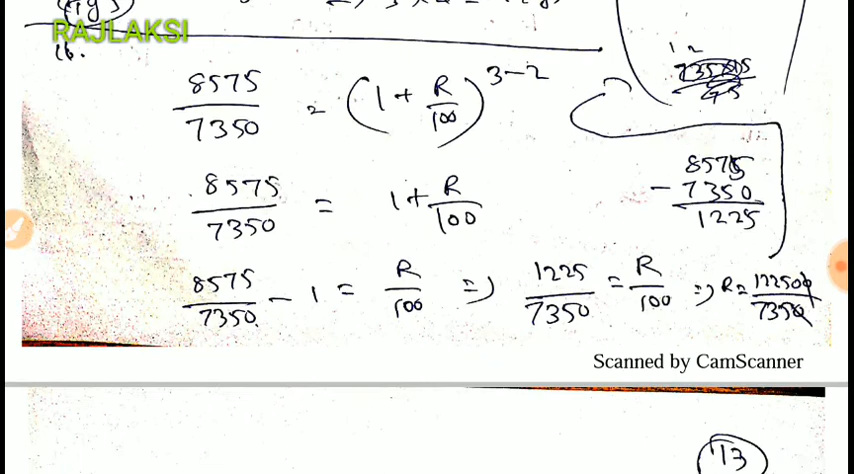 RAJLAKSI
16.
8575/7350 = (1 + R/100)^3-2
8575/7350 = 1 + R/100
8575
- 7350
1225
8575/7350 - 1 = R/100 => 1225/7350 = R/100 => R = 122500/7350
Scanned by CamScanner
13